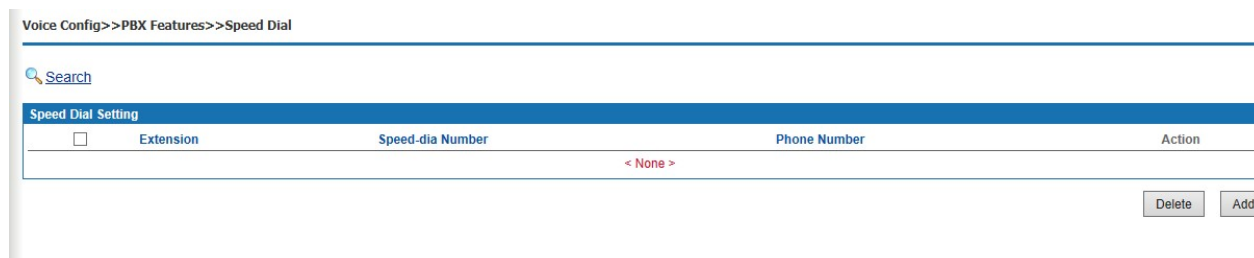 Voice Config>>PBX Features>>Speed Dial
Search
Speed Dial Setting
Extension Speed-dia Number Phone Number Action
< None >
Delete Add